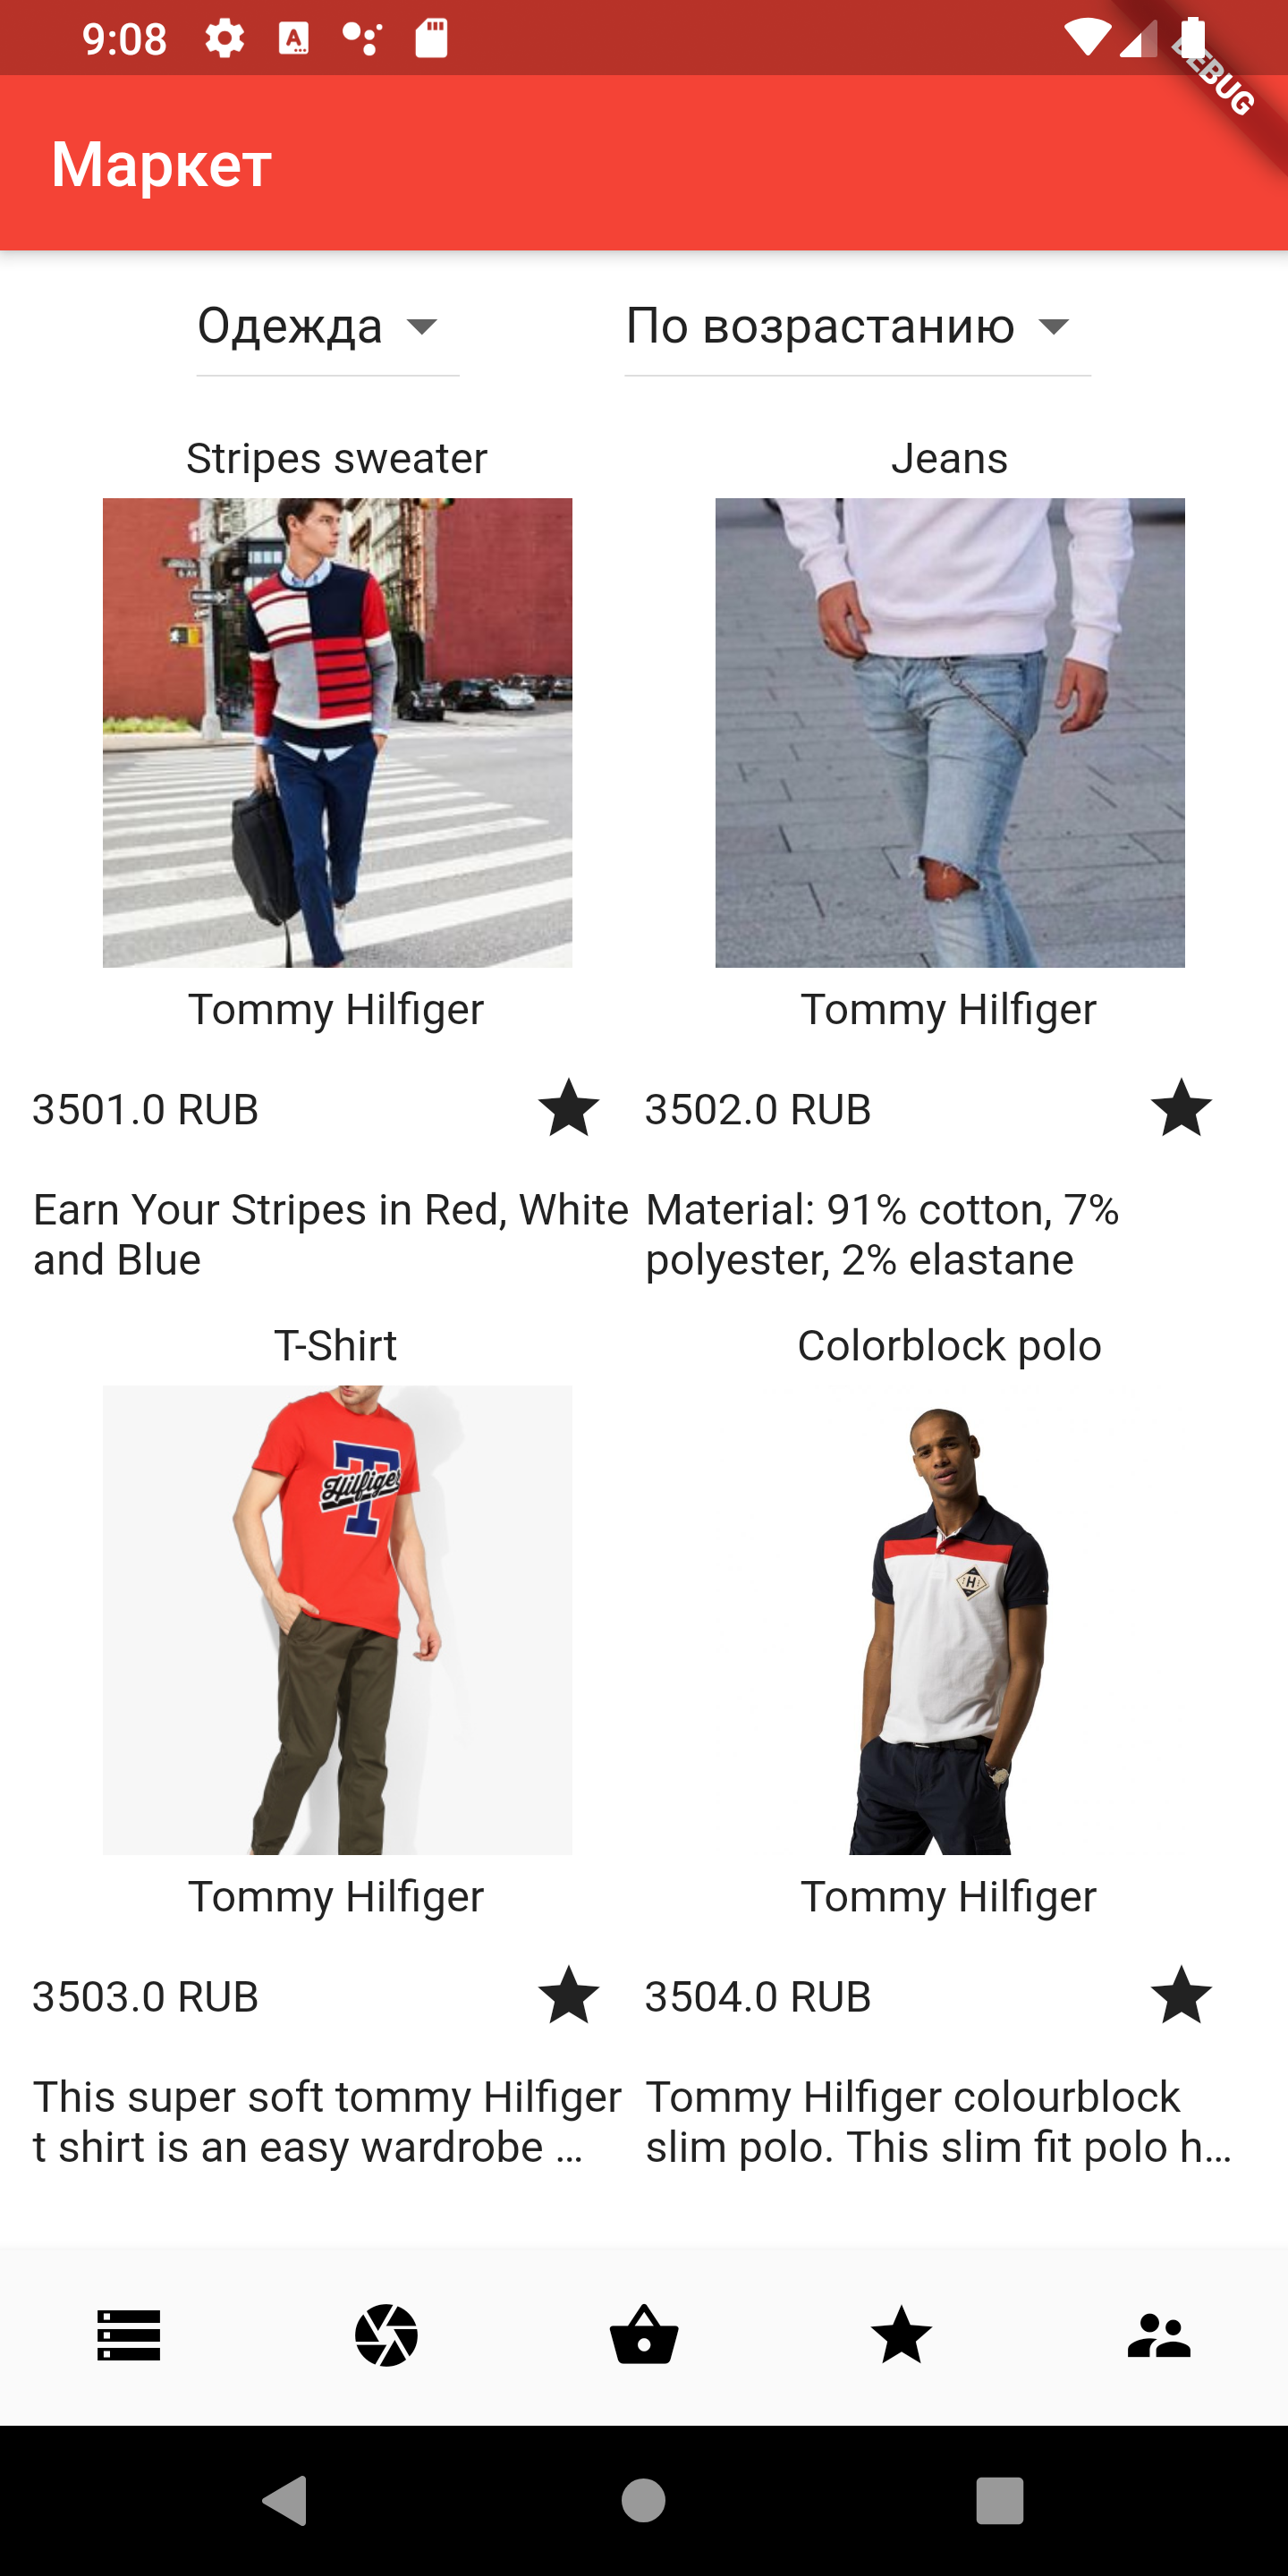 9:08
DEBUG
Маркет
Одежда
По возрастанию
Stripes sweater
Jeans
Tommy Hilfiger
Tommy Hilfiger
3501.0 RUB
3502.0 RUB
Earn Your Stripes in Red, White
and Blue
Material: 91% cotton, 7%
polyester, 2% elastane
T-Shirt
Colorblock polo
T
Hilfiger
H
Tommy Hilfiger
Tommy Hilfiger
3503.0 RUB
3504.0 RUB
This super soft tommy Hilfiger
t shirt is an easy wardrobe ...
Tommy Hilfiger colourblock
slim polo. This slim fit polo h...